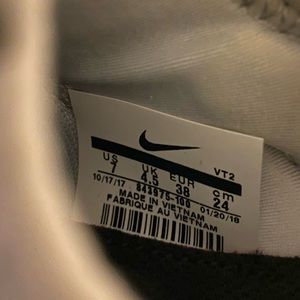 VT2
US UK EUR cm
7 4.5 38 24
10/17/17 843975-100 01/20/18
MADE IN VIETNAM
FABRIQUE AU VIETNAM